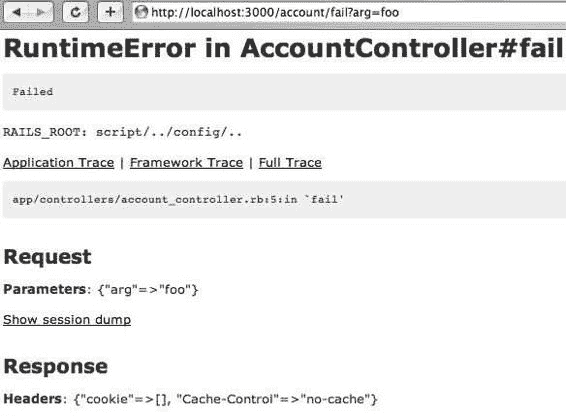 http://localhost:3000/account/fail?arg=foo
RuntimeError in AccountController#fail
Failed
RAILS_ROOT: script/../config/..
Application Trace | Framework Trace | Full Trace
app/controllers/account_controller.rb:5:in `fail'
Request
Parameters: {"arg"=>"foo"}
Show session dump
Response
Headers: {"cookie"=>[], "Cache-Control"=>"no-cache"}